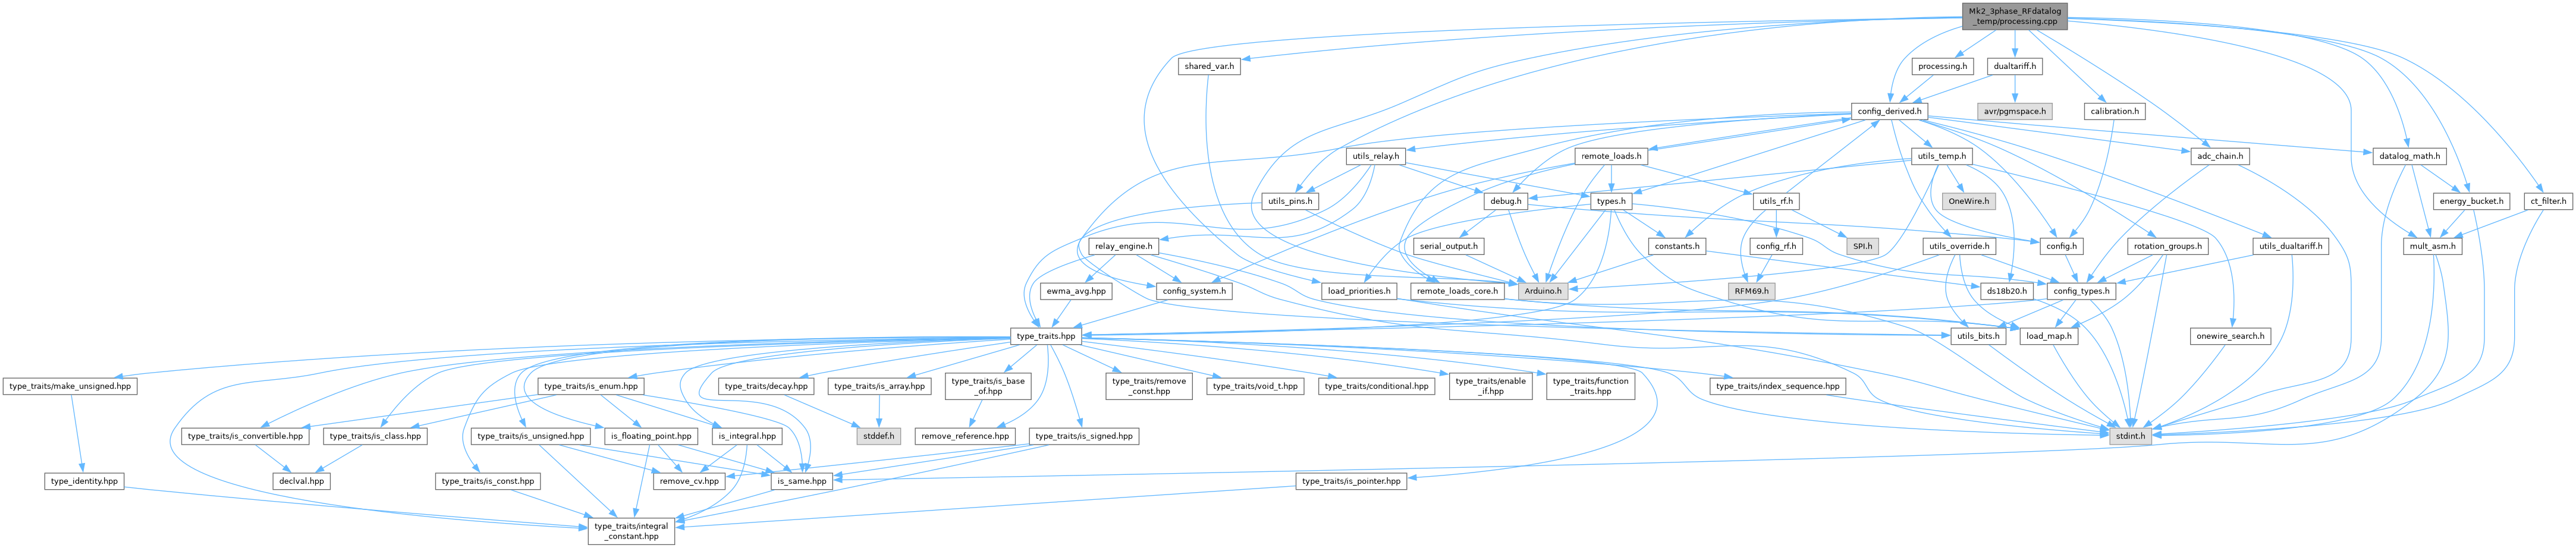 Mk2_3phase_RFdatalog
_temp/processing.cpp
shared_var.h
processing.h
dualtariff.h
config_derived.h
avr/pgmspace.h
calibration.h
utils_relay.h
remote_loads.h
utils_temp.h
adc_chain.h
datalog_math.h
utils_pins.h
debug.h
types.h
utils_rf.h
OneWire.h
energy_bucket.h
ct_filter.h
relay_engine.h
serial_output.h
constants.h
config_rf.h
SPI.h
utils_override.h
config.h
rotation_groups.h
utils_dualtariff.h
mult_asm.h
ewma_avg.hpp
config_system.h
load_priorities.h
remote_loads_core.h
Arduino.h
RFM69.h
ds18b20.h
config_types.h
type_traits.hpp
utils_bits.h
load_map.h
onewire_search.h
type_traits/make_unsigned.hpp
type_traits/is_enum.hpp
type_traits/decay.hpp
type_traits/is_array.hpp
type_traits/is_base
_of.hpp
type_traits/remove
_const.hpp
type_traits/void_t.hpp
type_traits/conditional.hpp
type_traits/enable
_if.hpp
type_traits/function
_traits.hpp
type_traits/index_sequence.hpp
type_traits/is_convertible.hpp
type_traits/is_class.hpp
type_traits/is_unsigned.hpp
is_floating_point.hpp
is_integral.hpp
stddef.h
remove_reference.hpp
type_traits/is_signed.hpp
stdint.h
type_identity.hpp
declval.hpp
type_traits/is_const.hpp
remove_cv.hpp
is_same.hpp
type_traits/is_pointer.hpp
type_traits/integral
_constant.hpp